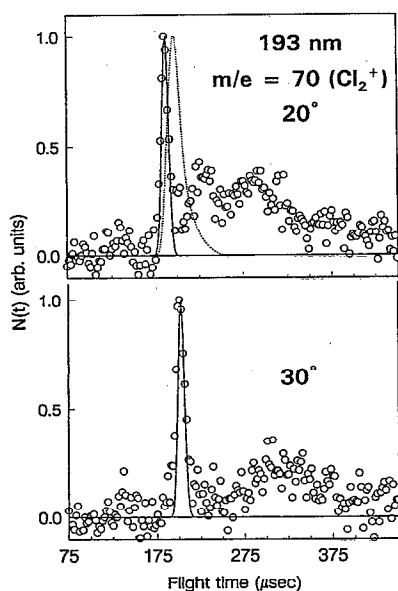 1.0
193 nm
m/e = 70 (Cl₂⁺)
20°
0.5
0.0
N(t) (arb. units)
1.0
30°
0.5
0.0
75 175 275 375
Flight time (μsec)